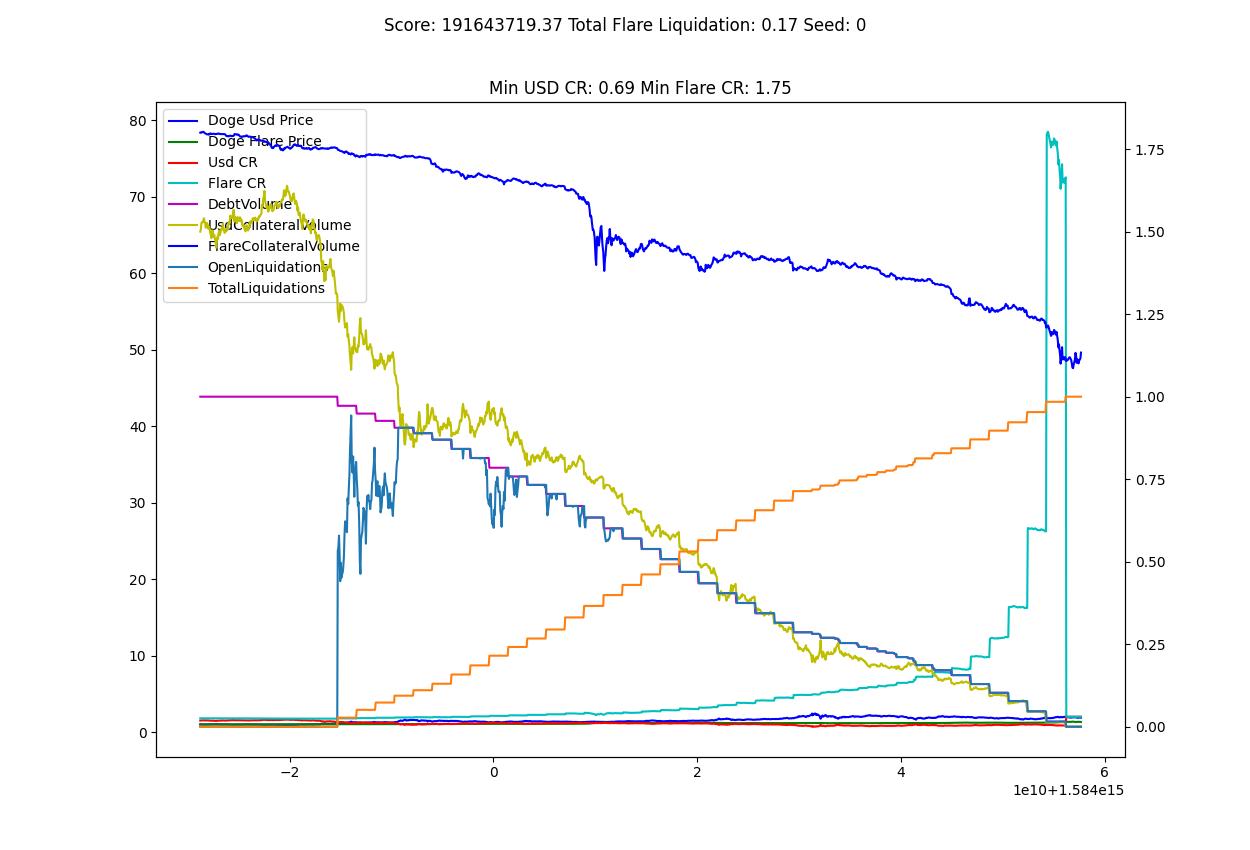 Score: 191643719.37 Total Flare Liquidation: 0.17 Seed: 0
Min USD CR: 0.69 Min Flare CR: 1.75
Doge Usd Price
Doge Flare Price
Usd CR
Flare CR
DebtVolume
UsdCollateralVolume
FlareCollateralVolume
OpenLiquidations
TotalLiquidations
80
70
60
50
40
30
20
10
0
1.75
1.50
1.25
1.00
0.75
0.50
0.25
0.00
−2
0
2
4
6
1e10+1.584e15